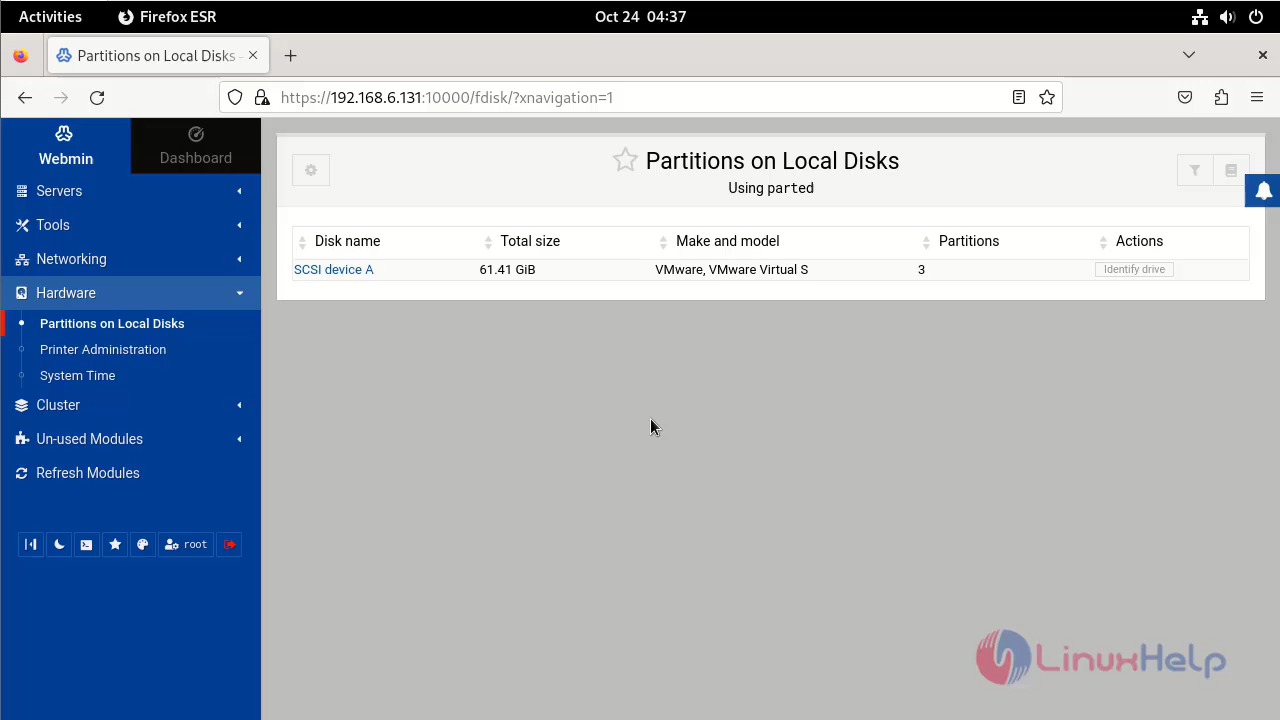 Activities Firefox ESR Oct 24 04:37
Partitions on Local Disks -
https://192.168.6.131:10000/fdisk/?xnavigation=1
Webmin
Dashboard
Servers
Tools
Networking
Hardware
Partitions on Local Disks
Printer Administration
System Time
Cluster
Un-used Modules
Refresh Modules
root
Partitions on Local Disks
Using parted
Disk name Total size Make and model Partitions Actions
SCSI device A 61.41 GiB VMware, VMware Virtual S 3 Identify drive
LinuxHelp